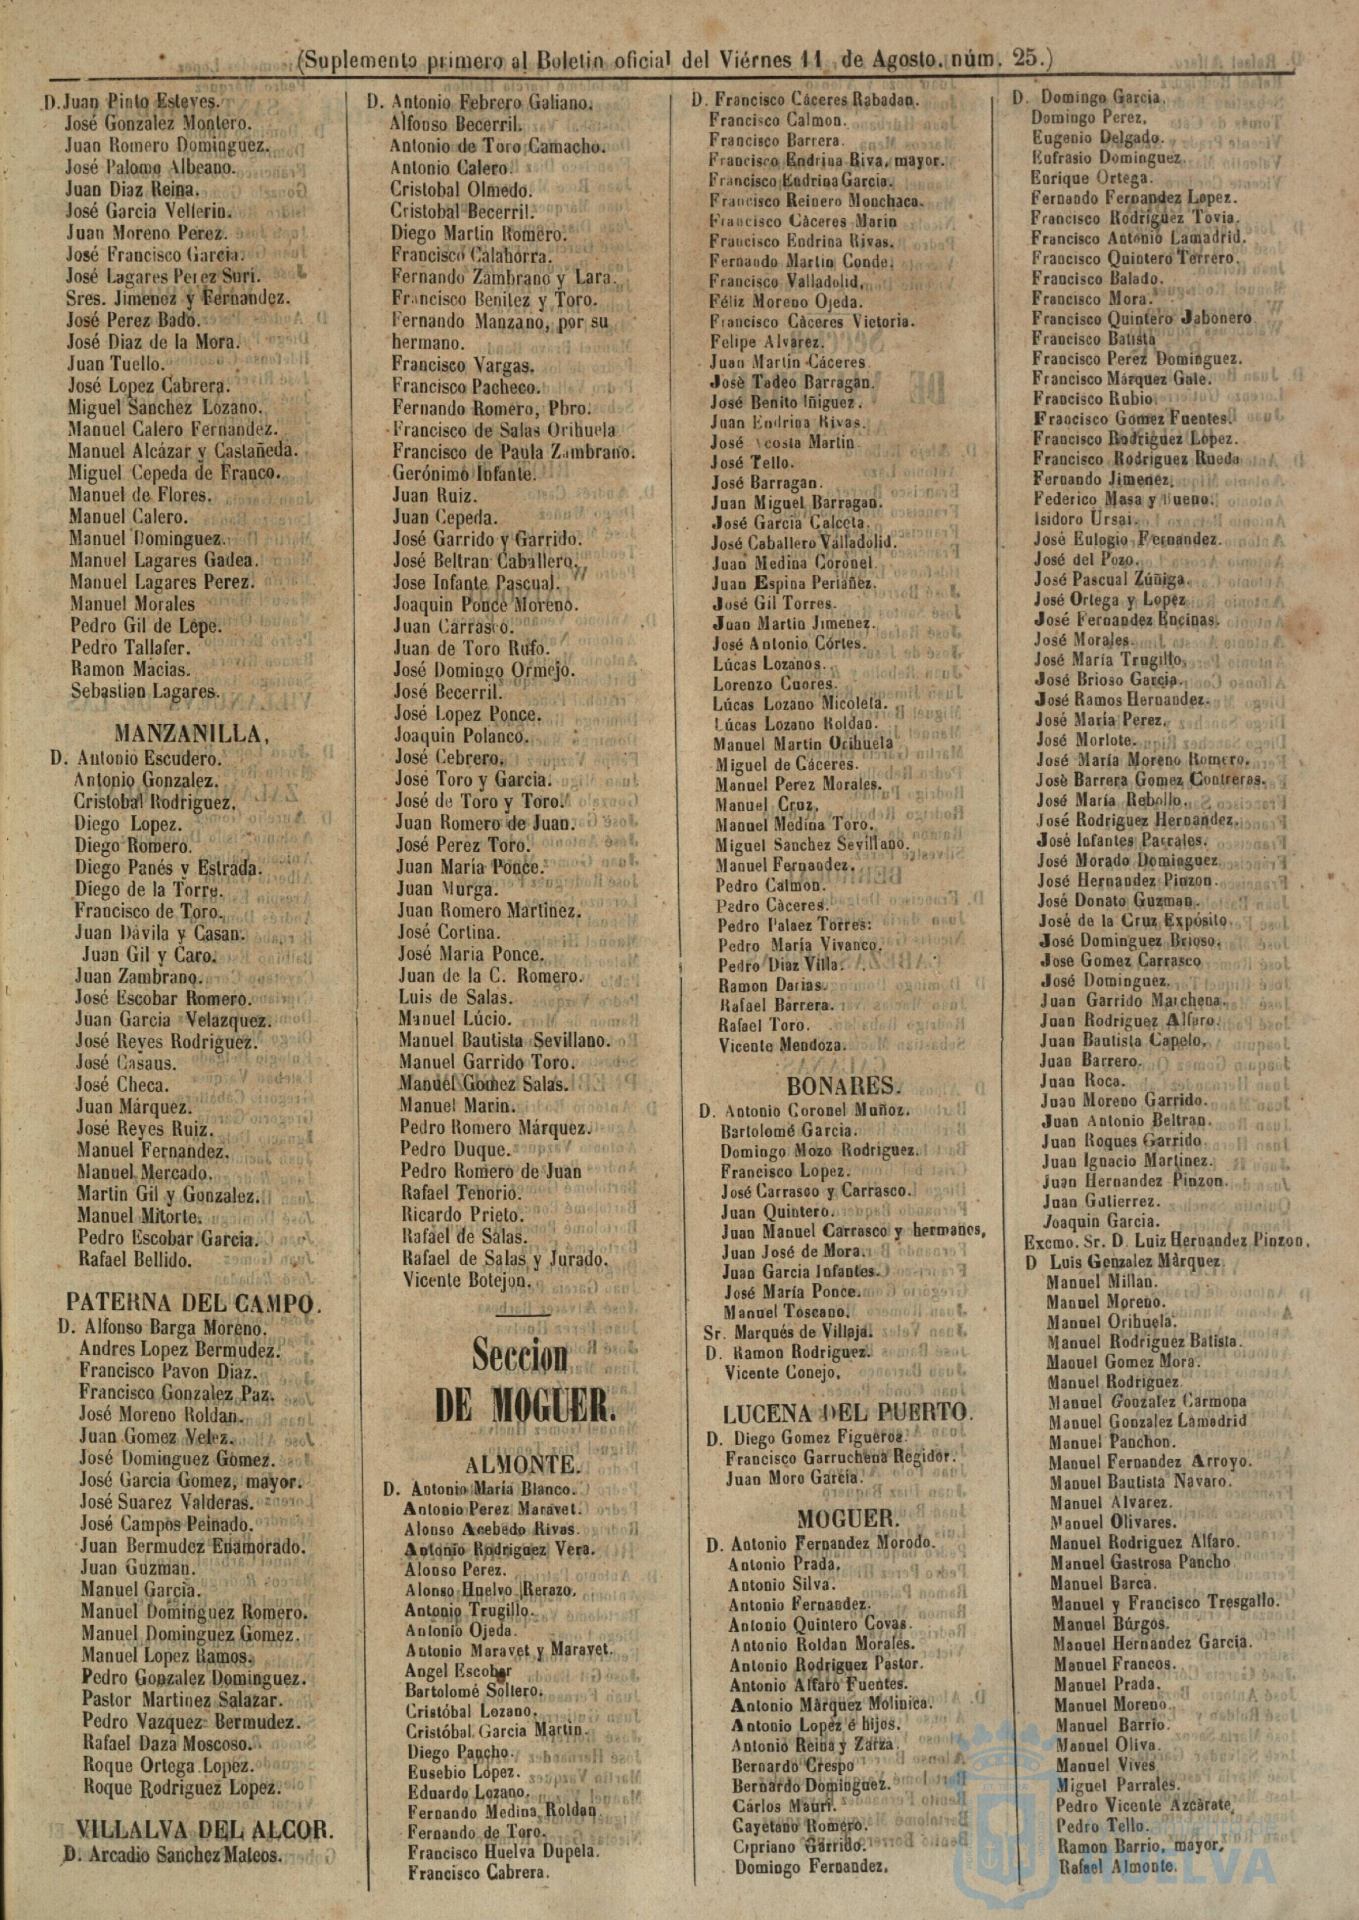 (Suplemento primero al Boletin oficial del Viérnes 11 de Agosto. núm. 25.)
D. Juan Pinto Esteves.
José Gonzalez Montero.
Juan Romero Dominguez.
José Palomo Albeano.
Juan Diaz Reina.
José Garcia Vellerin.
Juan Moreno Perez.
José Francisco Garcia.
José Lagares Perez Suri.
Sres. Jimenez y Fernandez.
José Perez Bado.
José Diaz de la Mora.
Juan Tuello.
José Lopez Cabrera.
Miguel Sanchez Lozano.
Manuel Calero Fernandez.
Manuel Alcázar y Castañeda.
Miguel Cepeda de Franco.
Manuel de Flores.
Manuel Calero.
Manuel Dominguez.
Manuel Lagares Gadea.
Manuel Lagares Perez.
Manuel Morales
Pedro Gil de Lepe.
Pedro Tallafer.
Ramon Macias.
Sebastian Lagares.
MANZANILLA,
D. Antonio Escudero.
Antonio Gonzalez.
Cristobal Rodriguez.
Diego Lopez.
Diego Romero.
Diego Panés y Estrada.
Diego de la Torre.
Francisco de Toro.
Juan Dávila y Casan.
Juan Gil y Caro.
Juan Zambrano.
José Escobar Romero.
Juan Garcia Velazquez.
José Reyes Rodriguez.
José Casaus.
José Checa.
Juan Márquez.
José Reyes Ruiz.
Manuel Fernandez.
Manuel Mercado.
Martin Gil y Gonzalez.
Manuel Mitorte.
Pedro Escobar Garcia.
Rafael Bellido.
PATERNA DEL CAMPO.
D. Alfonso Barga Moreno.
Andres Lopez Bermudez.
Francisco Pavon Diaz.
Francisco Gonzalez Paz.
José Moreno Roldan.
Juan Gomez Velez.
José Dominguez Gomez.
José Garcia Gomez, mayor.
José Suarez Valderas.
José Campos Peinado.
Juan Bermudez Enamorado.
Juan Guzman.
Manuel Garcia.
Manuel Dominguez Romero.
Manuel Dominguez Gomez.
Manuel Lopez Ramos.
Pedro Gonzalez Dominguez.
Pastor Martinez Salazar.
Pedro Vazquez Bermudez.
Rafael Daza Moscoso.
Roque Ortega Lopez.
Roque Rodriguez Lopez.
VILLALVA DEL ALCOR.
D. Arcadio Sanchez Mateos.
D. Antonio Febrero Galiano.
Alfonso Becerril.
Antonio de Toro Camacho.
Antonio Calero.
Cristobal Olmedo.
Cristobal Becerril.
Diego Martin Romero.
Francisco Calahorra.
Fernando Zambrano y Lara.
Francisco Benitez y Toro.
Fernando Manzano, por su
hermano.
Francisco Vargas.
Francisco Pacheco.
Fernando Romero, Pbro.
Francisco de Salas Orihuela
Francisco de Paula Zambrano.
Gerónimo Infante.
Juan Ruiz.
Juan Cepeda.
José Garrido y Garrido.
José Beltran Caballero.
Jose Infante Pascual.
Joaquin Ponce Moreno.
Juan Carrasco.
Juan de Toro Rufo.
José Domingo Ormejo.
José Becerril.
José Lopez Ponce.
Joaquin Polanco.
José Cebrero.
José Toro y Garcia.
José de Toro y Toro.
Juan Romero de Juan.
José Perez Toro.
Juan María Ponce.
Juan Murga.
Juan Romero Martinez.
José Cortina.
José Maria Ponce.
Juan de la C. Romero.
Luis de Salas.
Manuel Lúcio.
Manuel Bautista Sevillano.
Manuel Garrido Toro.
Manuel Gomez Salas.
Manuel Marin.
Pedro Romero Márquez.
Pedro Duque.
Pedro Romero de Juan
Rafael Tenorio.
Ricardo Prieto.
Rafael de Salas.
Rafael de Salas y Jurado.
Vicente Botejon.
Seccion
DE MOGUER.
ALMONTE.
D. Antonio Maria Blanco.
Antonio Perez Maravet.
Alonso Acebedo Rivas.
Antonio Rodriguez Vera.
Alonso Perez.
Alonso Huelvo Rerazo.
Antonio Trugillo.
Antonio Ojeda.
Antonio Maravet y Maravet.
Angel Escobar
Bartolomé Soltero.
Cristóbal Lozano.
Cristóbal Garcia Martin.
Diego Pancho.
Eusebio López.
Eduardo Lozano.
Fernando Medina Roldan
Fernando de Toro.
Francisco Huelva Dupela.
Francisco Cabrera.
D. Francisco Cáceres Rabadan.
Francisco Calmon.
Francisco Barrera.
Francisco Endrina Riva, mayor.
Francisco Endrina Garcia.
Francisco Reinero Monchaca.
Francisco Càceres Marin
Francisco Endrina Rivas.
Fernando Martin Conde.
Francisco Valladolid.
Féliz Moreno Ojeda.
Francisco Càceres Victoria.
Felipe Alvarez.
Juan Martin Cáceres
Josè Tadeo Barragan.
José Benito Iñiguez.
Juan Endrina Rivas.
José Acosta Martin
José Tello.
José Barragan.
Juan Miguel Barragan.
José Garcia Calceta.
José Caballero Valladolid.
Juan Medina Coronel
Juan Espina Periañez.
José Gil Torres.
Juan Martin Jimenez.
José Antonio Córtes.
Lúcas Lozanos.
Lorenzo Cuores.
Lúcas Lozano Micoleta.
Lúcas Lozano Roldan.
Manuel Martin Orihuela
Miguel de Cáceres.
Manuel Perez Morales.
Manuel Cruz.
Manuel Medina Toro.
Miguel Sanchez Sevillano.
Manuel Fernandez.
Pedro Calmon.
Pedro Càceres.
Pedro Palaez Torres:
Pedro María Vivanco.
Pedro Diaz Villa.
Ramon Darias.
Rafael Barrera.
Rafael Toro.
Vicente Mendoza.
BONARES.
D. Antonio Coronel Muñoz.
Bartolomé Garcia.
Domingo Mozo Rodriguez.
Francisco Lopez.
José Carrasco y Carrasco.
Juan Quintero.
Juan Manuel Carrasco y hermanos,
Juan José de Mora.
Juan Garcia Infantes.
José María Ponce.
Manuel Toscano.
Sr. Marqués de Villaja.
D. Ramon Rodriguez.
Vicente Conejo.
LUCENA DEL PUERTO.
D. Diego Gomez Figueroa.
Francisco Garruchena Regidor.
Juan Moro Garcia.
MOGUER.
D. Antonio Fernandez Morodo.
Antonio Prada.
Antonio Silva.
Antonio Fernandez.
Antonio Quintero Covas.
Antonio Roldan Morales.
Antonio Rodriguez Pastor.
Antonio Alfaro Fuentes.
Antonio Màrquez Molinica.
Antonio Lopez é hijos.
Antonio Reina y Zarza.
Bernardo Crespo
Bernardo Dominguez.
Cárlos Mauri.
Cayetano Romero.
Cipriano Garrido.
Domingo Fernandez.
D. Domingo Garcia.
Domingo Perez.
Eugenio Delgado.
Eufrasio Dominguez.
Enrique Ortega.
Fernando Fernandez Lopez.
Francisco Rodriguez Tovia.
Francisco Antonio Lamadrid.
Francisco Quintero Terrero.
Francisco Balado.
Francisco Mora.
Francisco Quintero Jabonero
Francisco Batista
Francisco Perez Dominguez.
Francisco Márquez Gale.
Francisco Rubio.
Francisco Gomez Fuentes.
Francisco Rodriguez Lopez.
Francisco Rodriguez Rueda
Fernando Jimenez.
Federico Masa y Bueno.
Isidoro Ursai.
José Eulogio Fernandez.
José del Pozo.
José Pascual Zúñiga.
José Ortega y Lopez
José Fernandez Encinas.
José Morales.
José María Trugillo.
José Brioso Garcia.
José Ramos Hernandez.
José María Perez.
José Morlote.
José María Moreno Romero.
Josè Barrera Gomez Contreras.
José María Rebollo.
José Rodriguez Hernandez.
José Infantes Parrales.
José Morado Dominguez
José Hernandez Pinzon.
José Donato Guzman.
José de la Cruz Expósito
José Dominguez Brioso.
Jose Gomez Carrasco
José Dominguez.
Juan Garrido Marchena.
Juan Rodriguez Alfaro.
Juan Bautista Capelo.
Juan Barrero.
Juan Roca.
Juan Moreno Garrido.
Juan Antonio Beltran.
Juan Roques Garrido
Juan Ignacio Martinez.
Juan Hernandez Pinzon.
Juan Gutierrez.
Joaquin Garcia.
Excmo. Sr. D. Luiz Hernandez Pinzon.
D Luis Genzalez Màrquez
Manuel Millan.
Manuel Moreno.
Manuel Orihuela.
Manuel Rodriguez Batista.
Manuel Gomez Mora.
Manuel Rodriguez
Manuel Gonzalez Carmona
Manuel Gonzalez Lamadrid
Manuel Panchon.
Manuel Fernandez Arroyo.
Manuel Bautista Navaro.
Manuel Alvarez.
Manuel Olivares.
Manuel Rodriguez Alfaro.
Manuel Gastrosa Pancho
Manuel Barca.
Manuel y Francisco Tresgallo.
Manuel Búrgos.
Manuel Hernandez García.
Manuel Francos.
Manuel Prada.
Manuel Moreno.
Manuel Barrio.
Manuel Oliva.
Manuel Vives
Miguel Parrales.
Pedro Vicente Azcàrate.
Pedro Tello.
Ramon Barrio, mayor.
Rafael Almonte.
HUELVA